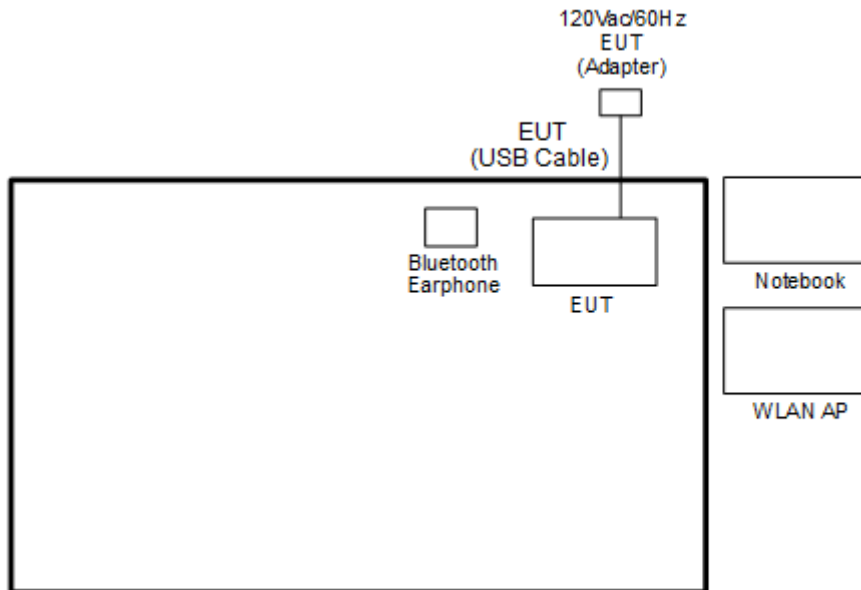 120Vac/60Hz
EUT
(Adapter)
EUT
(USB Cable)
Bluetooth
Earphone
EUT
Notebook
WLAN AP